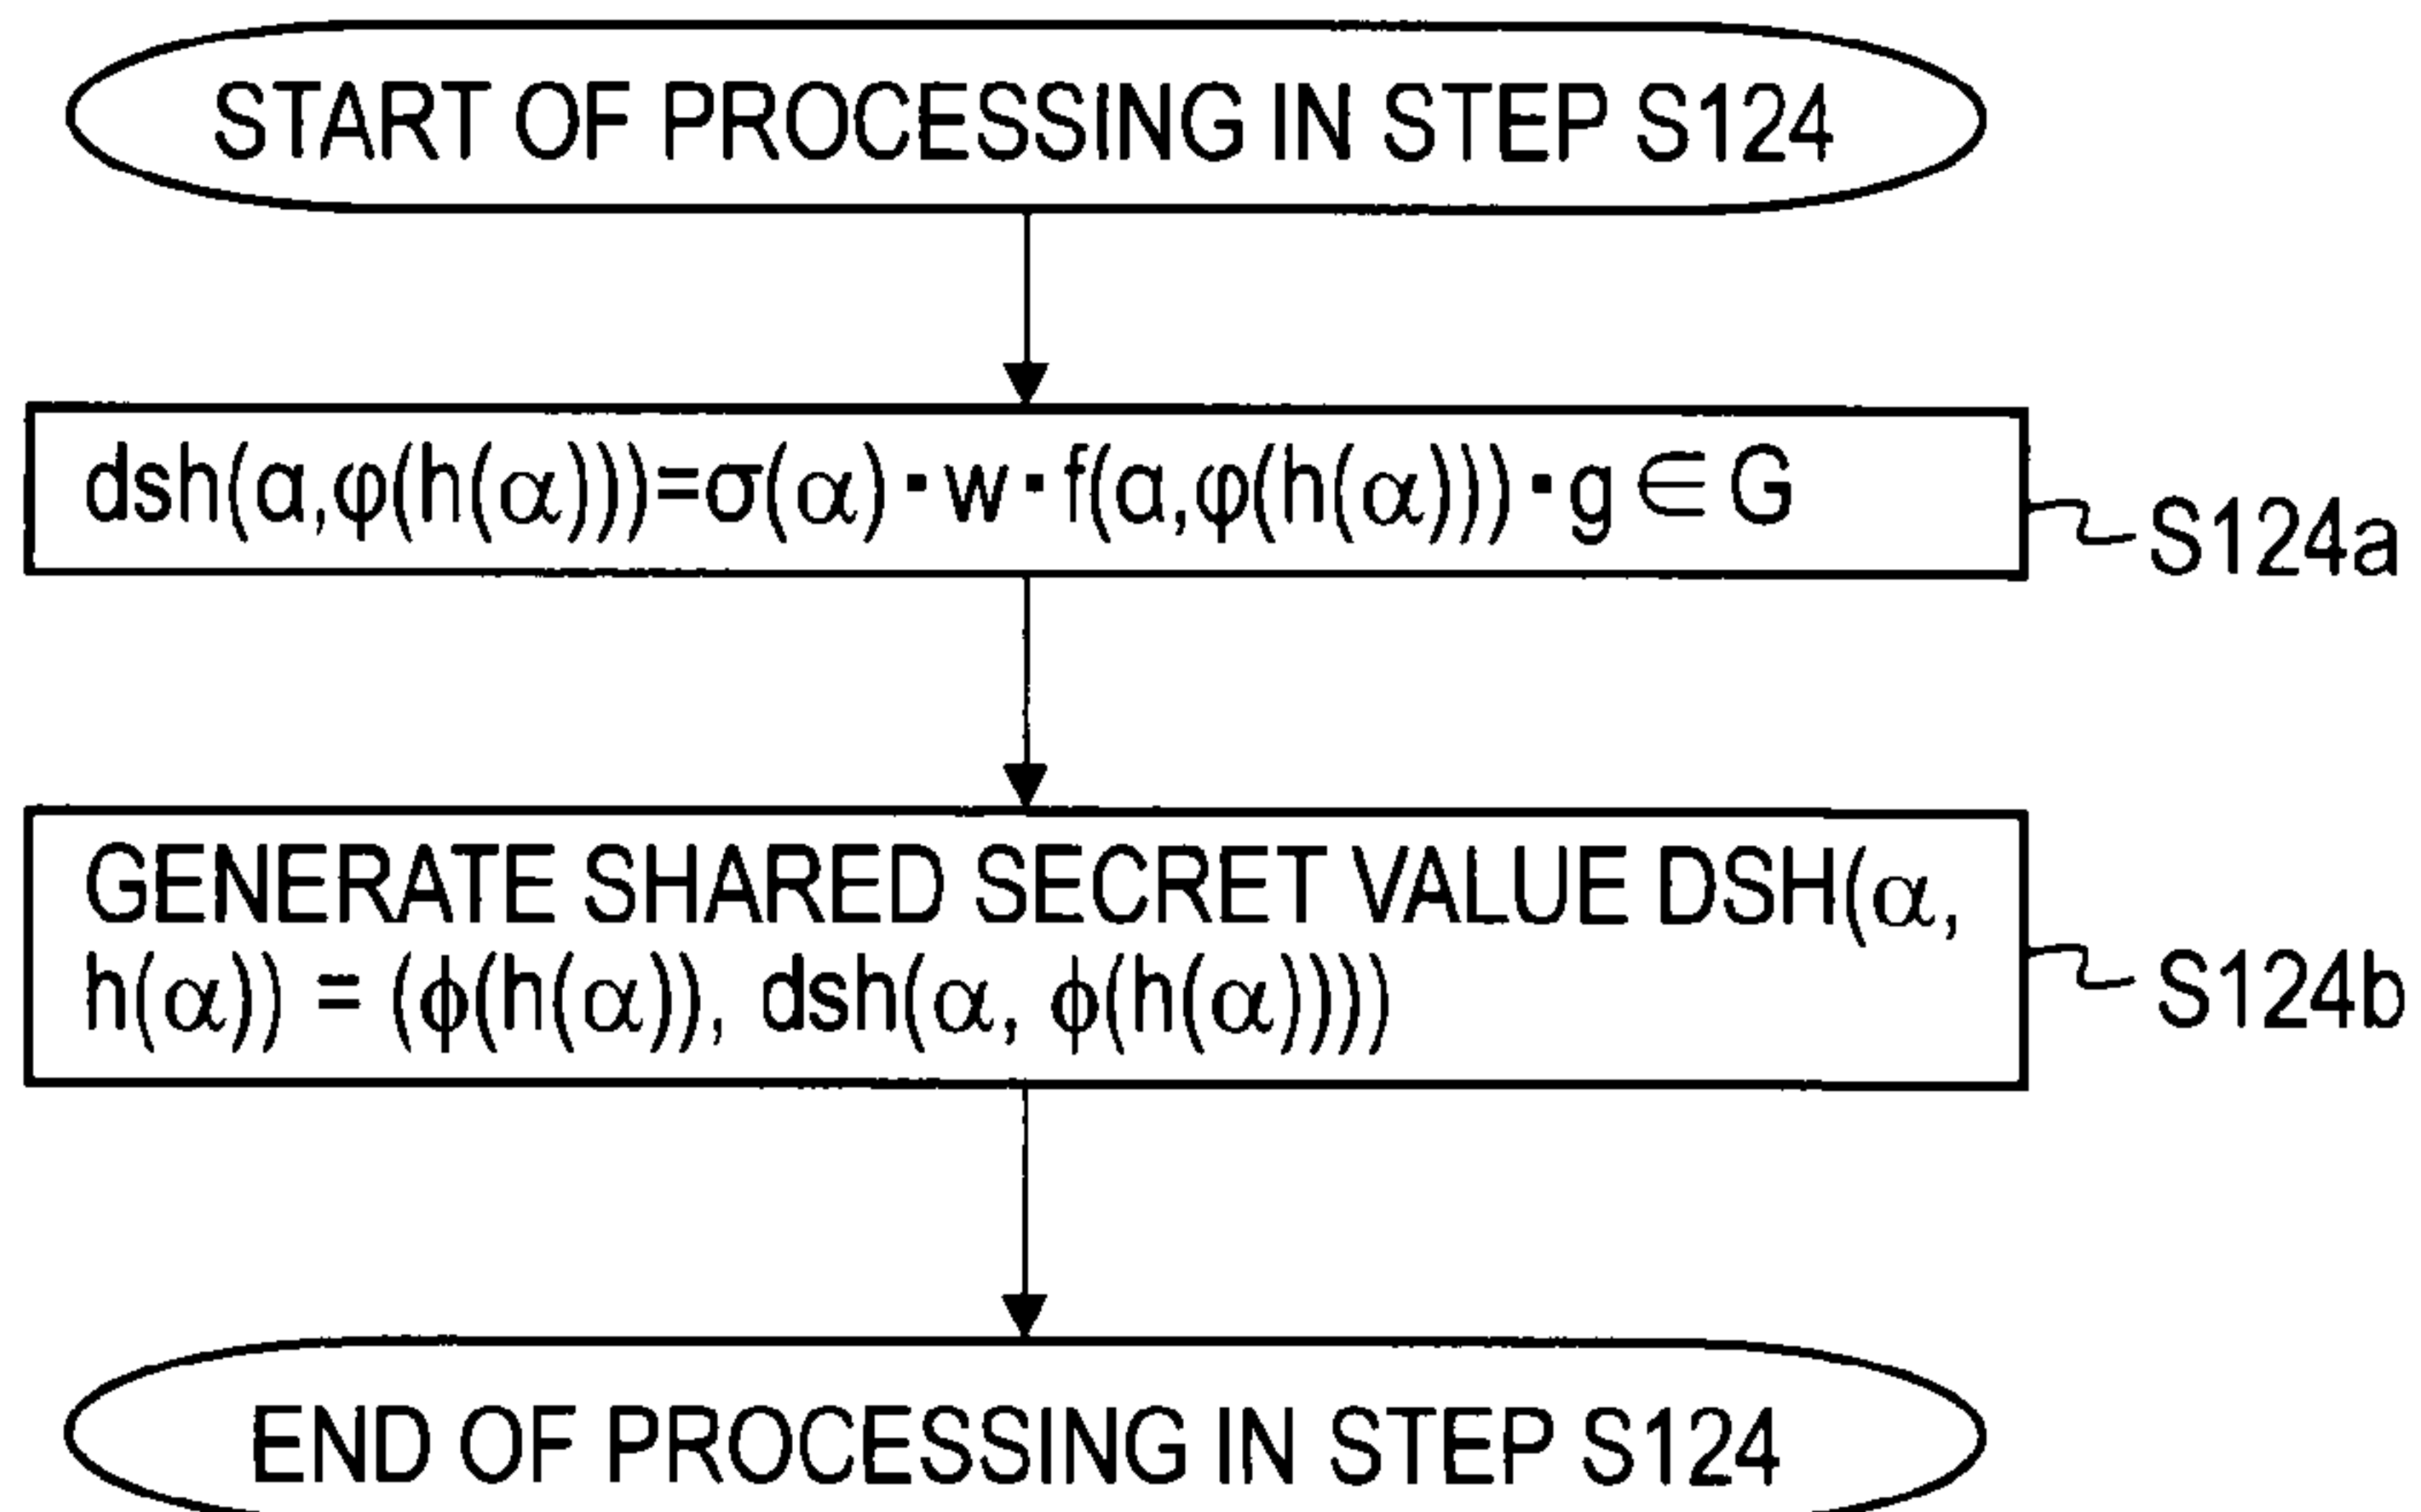 START OF PROCESSING IN STEP S124
dsh(α,φ(h(α)))=σ(α)・w・f(α,φ(h(α)))・g∈G
S124a
GENERATE SHARED SECRET VALUE DSH(α,
h(α)) = (ϕ(h(α)), dsh(α, ϕ(h(α))))
S124b
END OF PROCESSING IN STEP S124